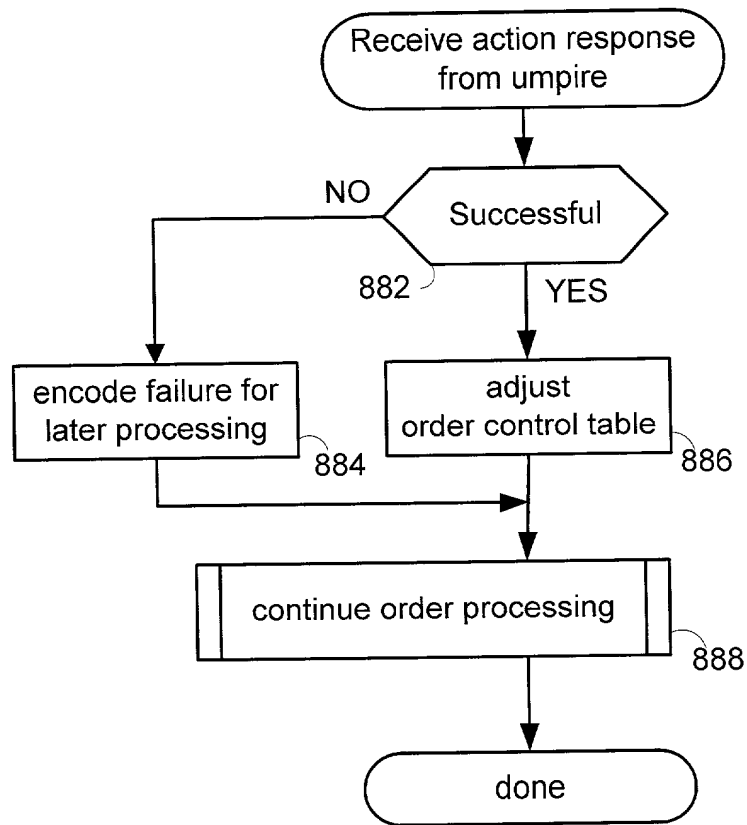 Receive action response
from umpire
NO
Successful
882
YES
encode failure for
later processing
884
adjust
order control table
886
continue order processing
888
done